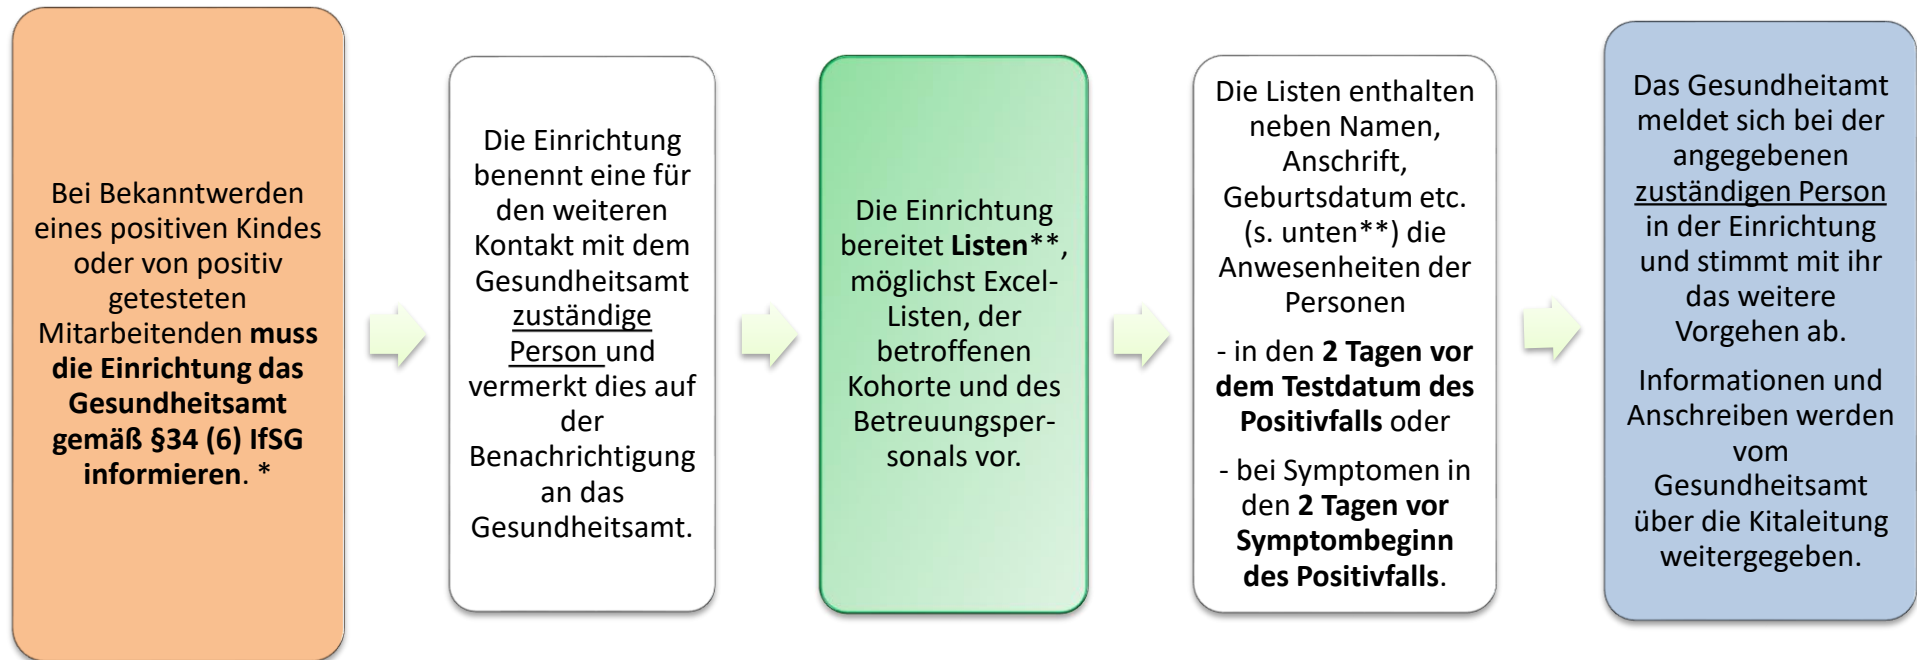 Bei Bekanntwerden
eines positiven Kindes
oder von positiv
getesteten
Mitarbeitenden muss
die Einrichtung das
Gesundheitsamt
gemäß §34 (6) IfSG
informieren. *
Die Einrichtung
benennt eine für
den weiteren
Kontakt mit dem
Gesundheitsamt
zuständige
Person und
vermerkt dies auf
der
Benachrichtigung
an das
Gesundheitsamt.
Die Einrichtung
bereitet Listen**,
möglichst Excel-
Listen, der
betroffenen
Kohorte und des
Betreuungsper-
sonals vor.
Die Listen enthalten
neben Namen,
Anschrift,
Geburtsdatum etc.
(s. unten**) die
Anwesenheiten der
Personen
- in den 2 Tagen vor
dem Testdatum des
Positivfalls oder
- bei Symptomen in
den 2 Tagen vor
Symptombeginn
des Positivfalls.
Das Gesundheitamt
meldet sich bei der
angegebenen
zuständigen Person
in der Einrichtung
und stimmt mit ihr
das weitere
Vorgehen ab.
Informationen und
Anschreiben werden
vom
Gesundheitsamt
über die Kitaleitung
weitergegeben.